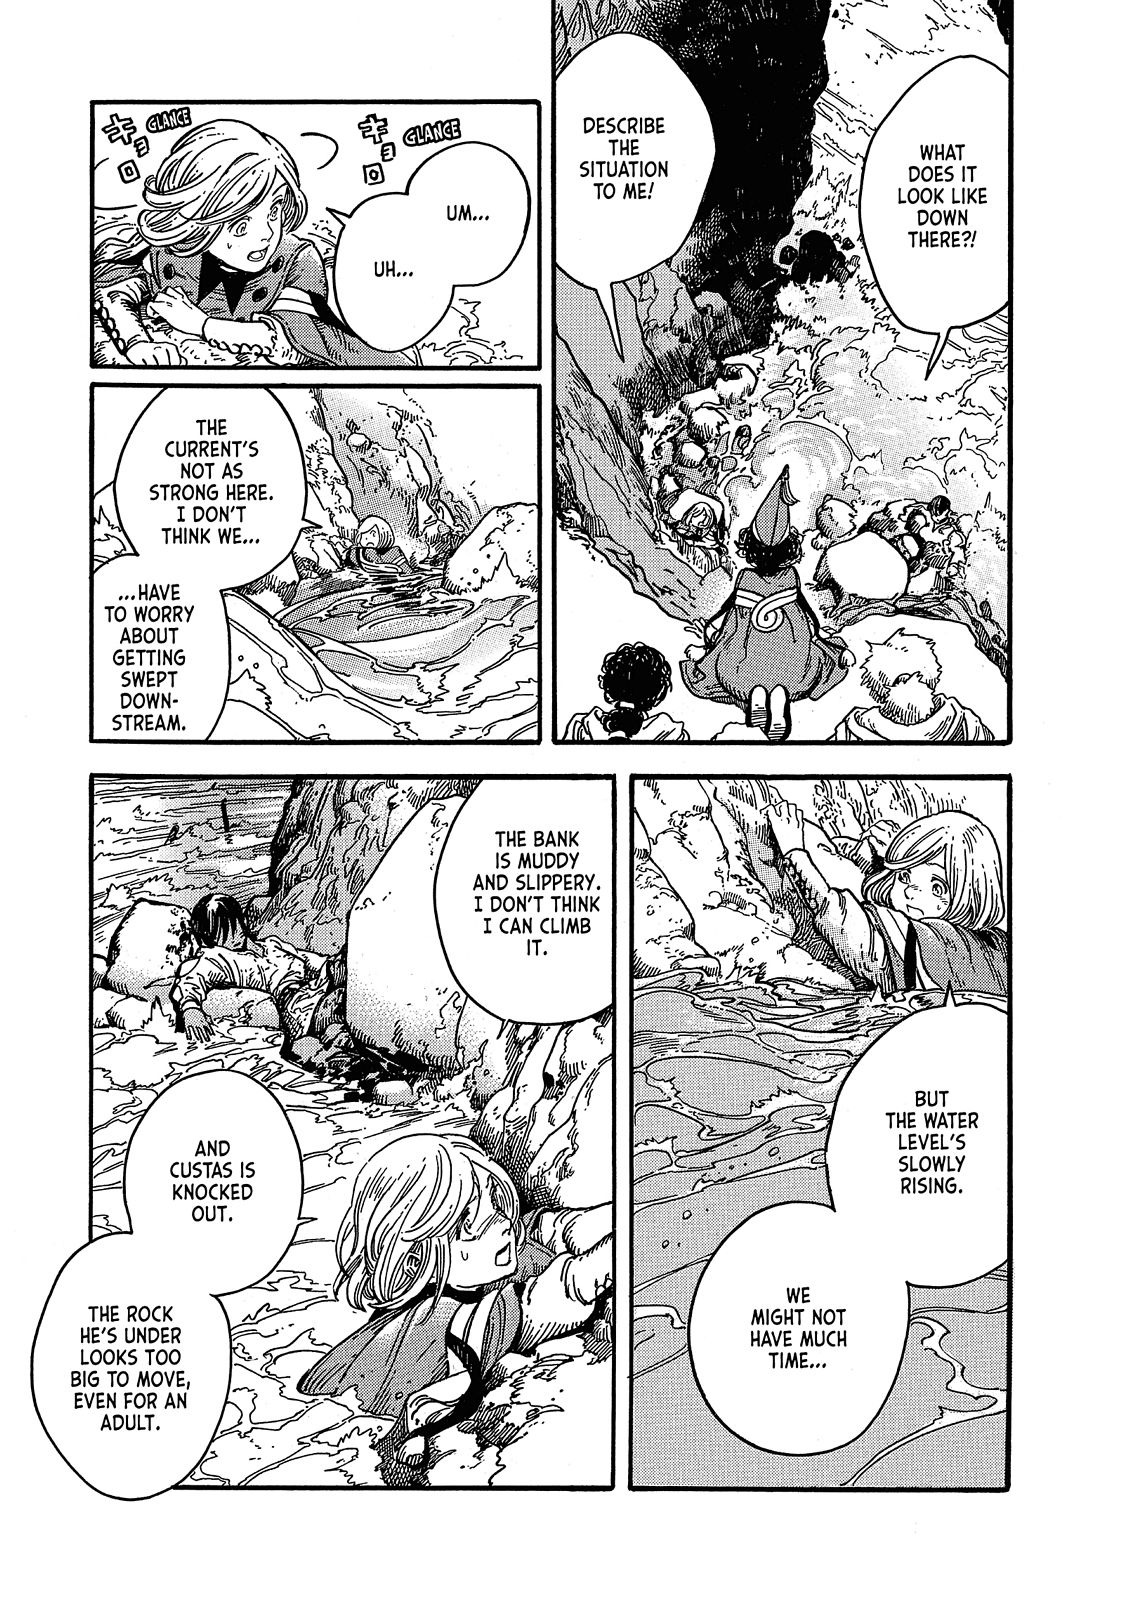 WHAT
DOES IT
LOOK LIKE
DOWN
THERE?!
DESCRIBE
THE
SITUATION
TO ME!
ギョロ
GLANCE
ギョロ
GLANCE
UM...
UH...
THE
CURRENT'S
NOT AS
STRONG HERE.
I DON'T
THINK WE...
...HAVE
TO WORRY
ABOUT
GETTING
SWEPT
DOWN-
STREAM.
BUT
THE WATER
LEVEL'S
SLOWLY
RISING.
WE
MIGHT NOT
HAVE MUCH
TIME...
THE BANK
IS MUDDY
AND SLIPPERY.
I DON'T THINK
I CAN CLIMB
IT.
AND
CUSTAS IS
KNOCKED
OUT.
THE ROCK
HE'S UNDER
LOOKS TOO
BIG TO MOVE,
EVEN FOR AN
ADULT.